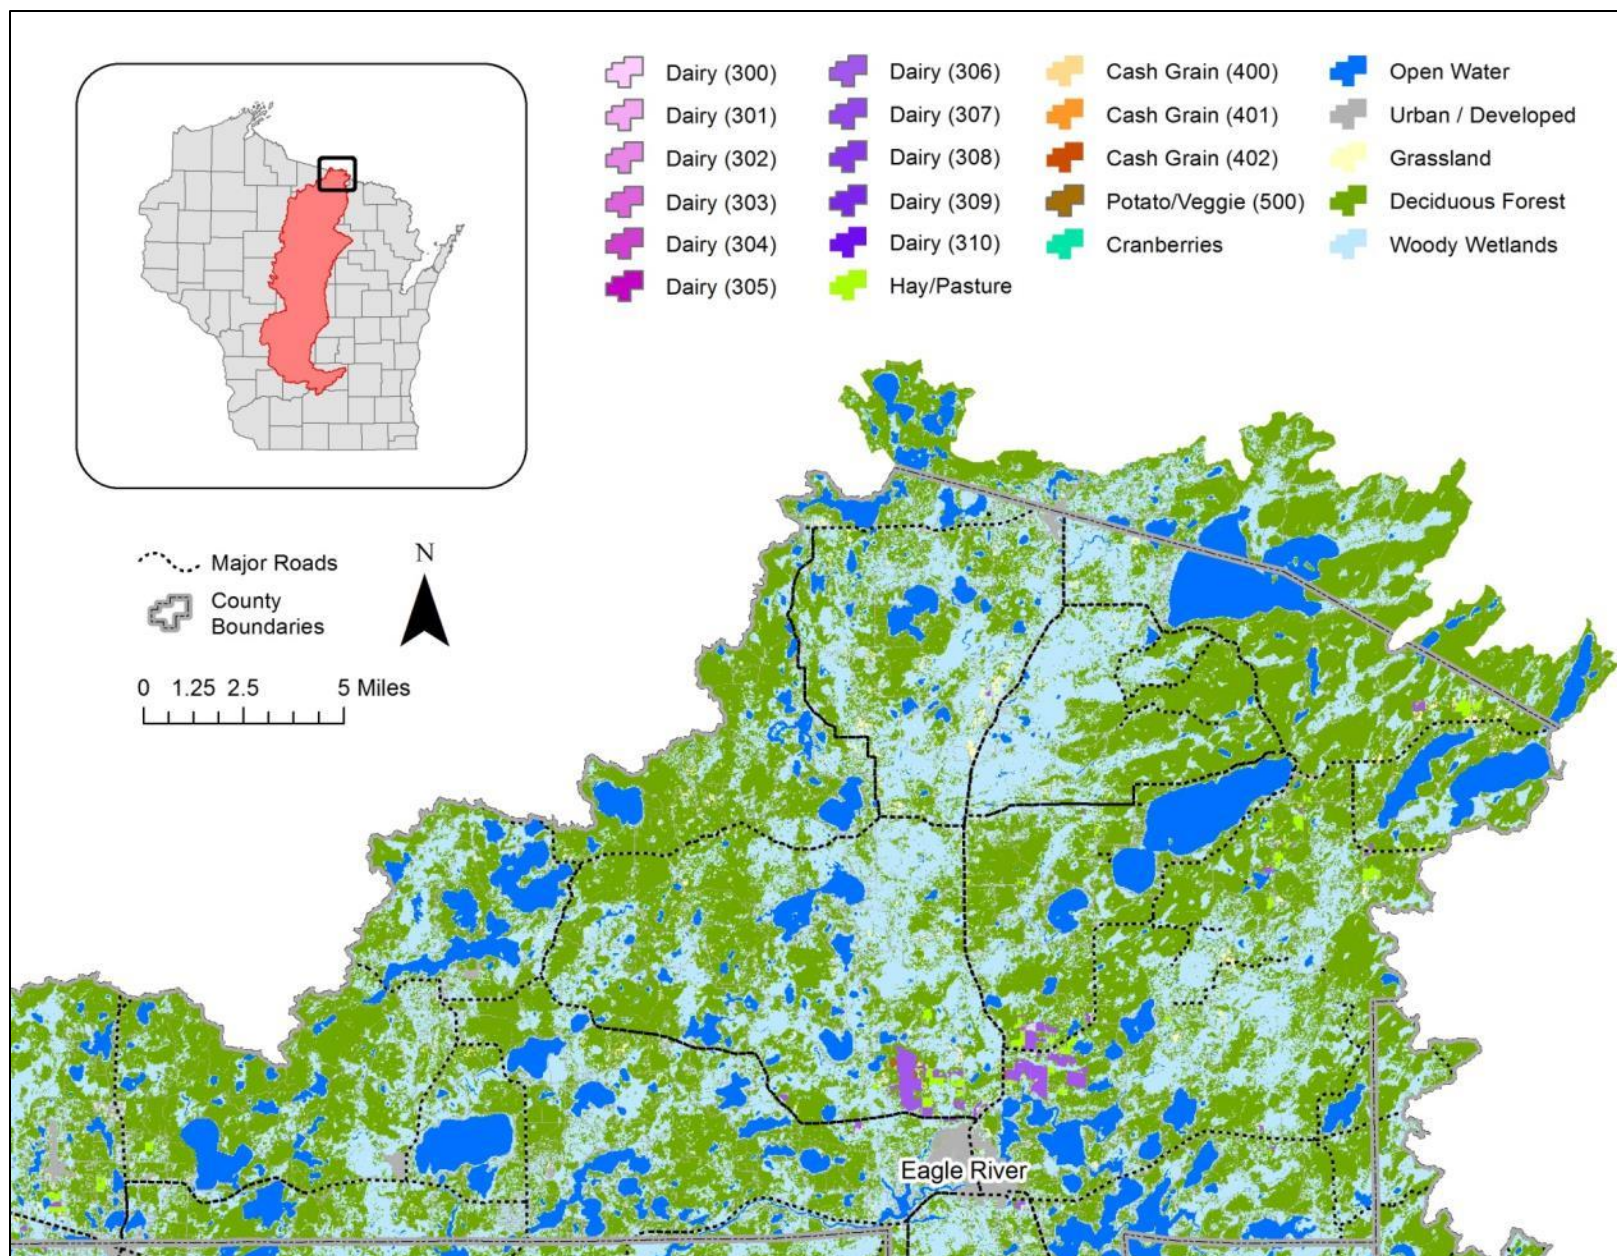 Dairy (300)
Dairy (301)
Dairy (302)
Dairy (303)
Dairy (304)
Dairy (305)
Dairy (306)
Dairy (307)
Dairy (308)
Dairy (309)
Dairy (310)
Hay/Pasture
Cash Grain (400)
Cash Grain (401)
Cash Grain (402)
Potato/Veggie (500)
Cranberries
Open Water
Urban / Developed
Grassland
Deciduous Forest
Woody Wetlands
Major Roads
County
Boundaries
N
0 1.25 2.5 5 Miles
Eagle River